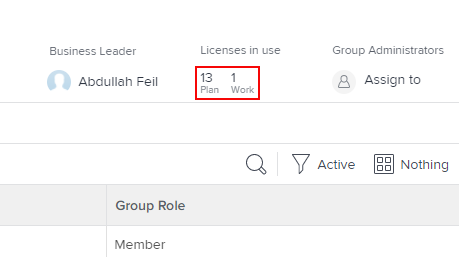 Business Leader Licenses in use Group Administrators
Abdullah Feil 13 1 Assign to
Plan Work
Active Nothing
Group Role
Member